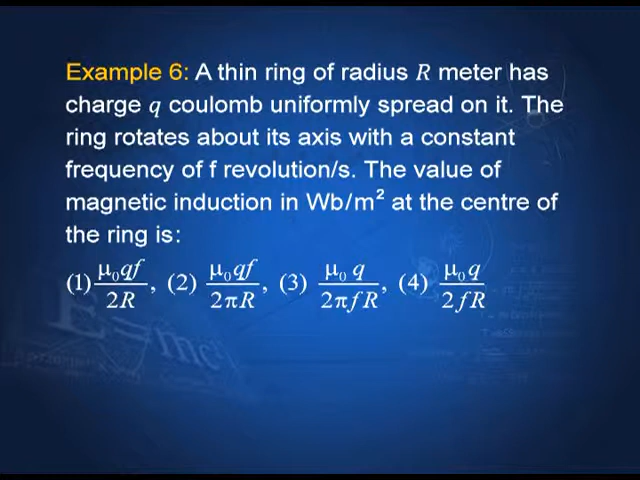 Example 6: A thin ring of radius R meter has
charge q coulomb uniformly spread on it. The
ring rotates about its axis with a constant
frequency of f revolution/s. The value of
magnetic induction in Wb/m² at the centre of
the ring is:
(1) μ₀qf/2R, (2) μ₀qf/2πR, (3) μ₀ q/2πfR, (4) μ₀ q/2fR